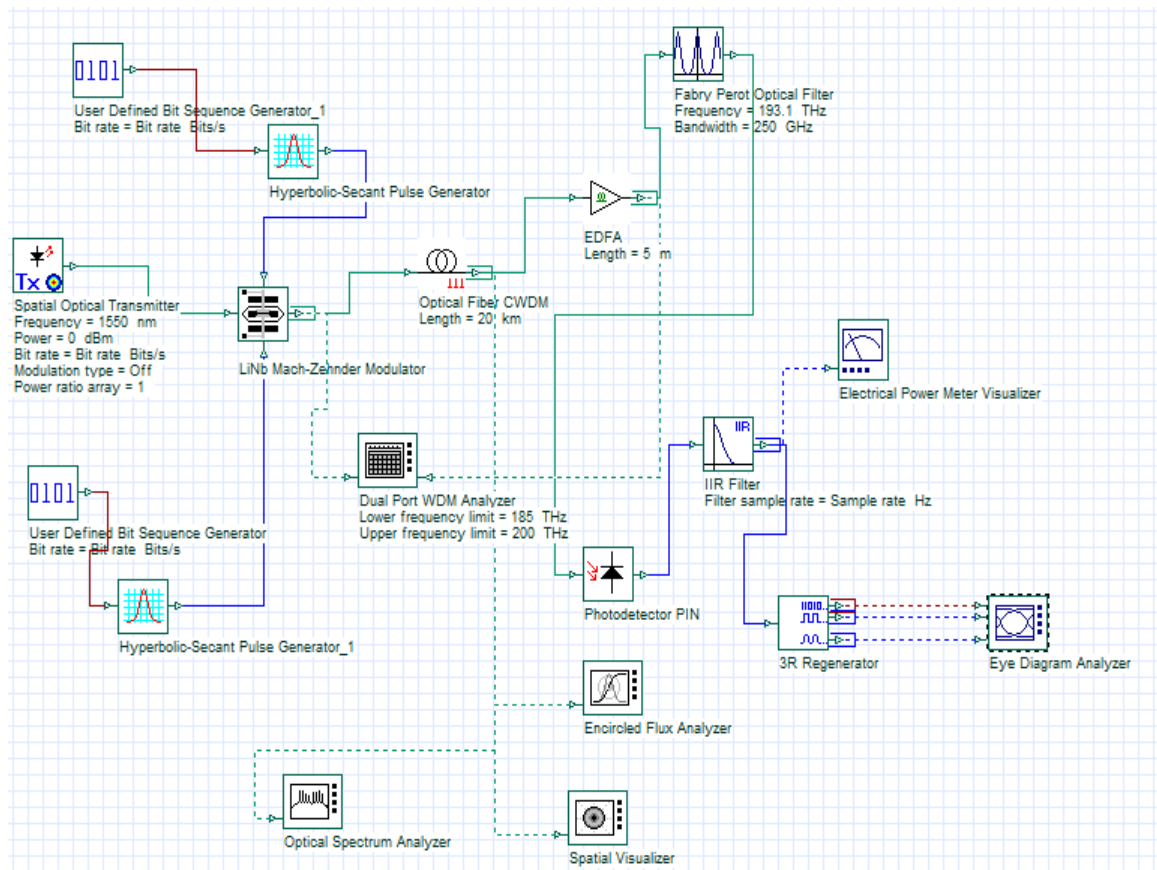 0101
User Defined Bit Sequence Generator_1
Bit rate = Bit rate  Bits/s
Hyperbolic-Secant Pulse Generator
Fabry Perot Optical Filter
Frequency = 193.1  THz
Bandwidth = 250  GHz
EDFA
Length = 5  m
Tx
Spatial Optical Transmitter
Frequency = 1550  nm
Power = 0  dBm
Bit rate = Bit rate  Bits/s
Modulation type = Off
Power ratio array = 1
LiNb Mach-Zehnder Modulator
Optical Fiber CWDM
Length = 20  km
Electrical Power Meter Visualizer
IIR
IIR Filter
Filter sample rate = Sample rate  Hz
Dual Port WDM Analyzer
Lower frequency limit = 185  THz
Upper frequency limit = 200  THz
0101
User Defined Bit Sequence Generator
Bit rate = Bit rate  Bits/s
Hyperbolic-Secant Pulse Generator_1
Photodetector PIN
3R Regenerator
Eye Diagram Analyzer
Encircled Flux Analyzer
Optical Spectrum Analyzer
Spatial Visualizer